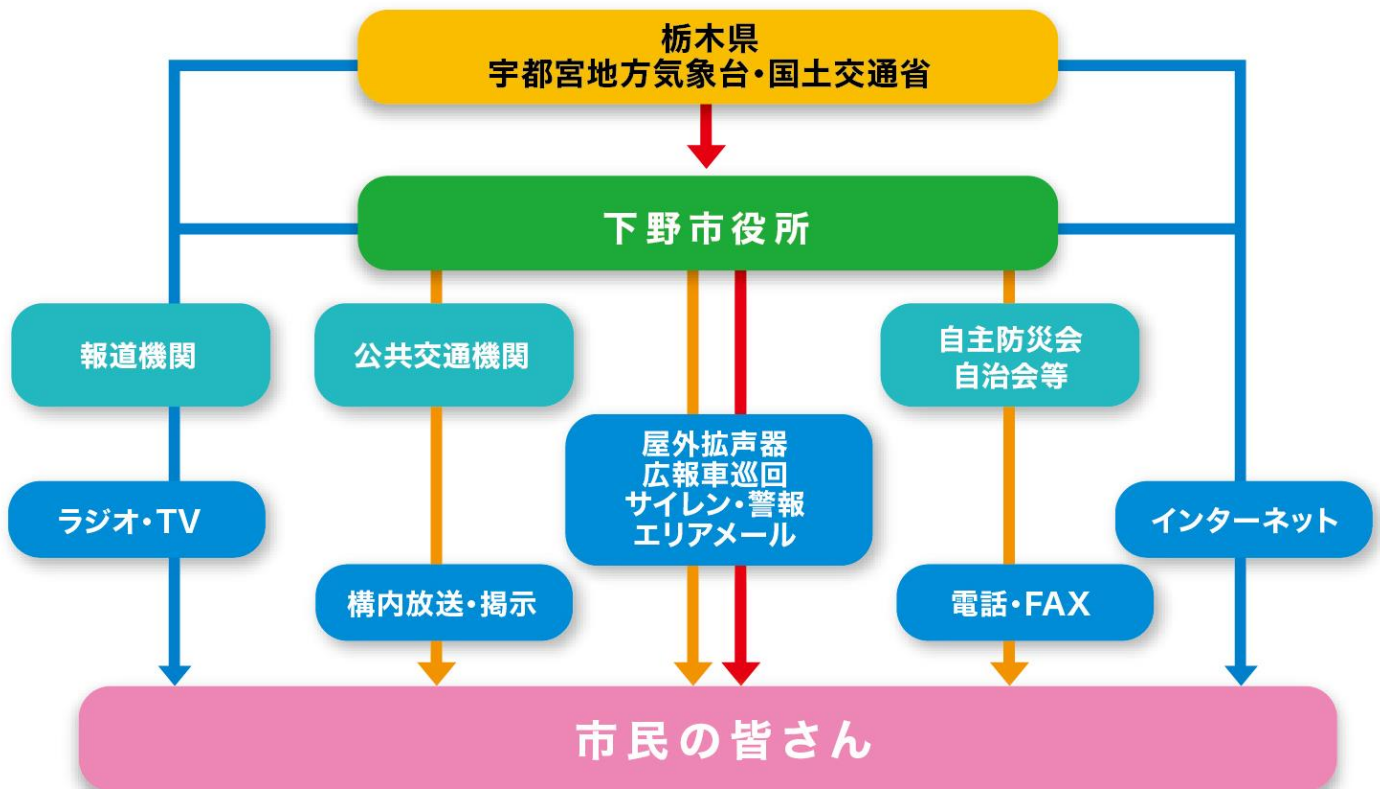 栃木県
宇都宮地方気象台・国土交通省
下野市役所
報道機関
公共交通機関
自主防災会
自治会等
屋外拡声器
広報車巡回
サイレン・警報
エリアメール
ラジオ・TV
インターネット
構内放送・掲示
電話・FAX
市民の皆さん